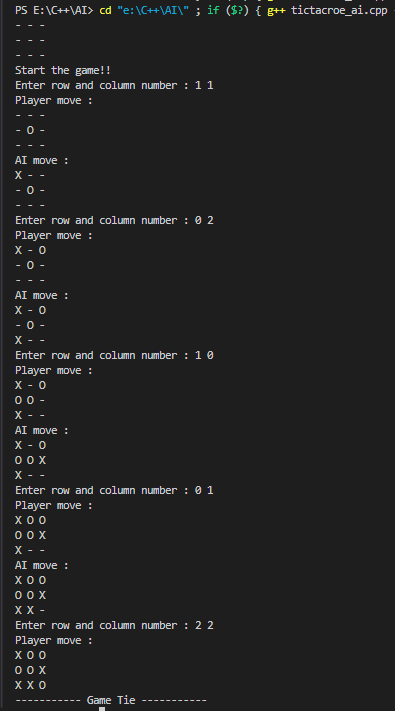 PS E:\C++\AI> cd "e:\C++\AI\" ; if ($?) { g++ tictacroe_ai.cpp
- - -
- - -
- - -
Start the game!!
Enter row and column number : 1 1
Player move :
- - -
- O -
- - -
AI move :
X - -
- O -
- - -
Enter row and column number : 0 2
Player move :
X - O
- O -
- - -
AI move :
X - O
- O -
X - -
Enter row and column number : 1 0
Player move :
X - O
O O -
X - -
AI move :
X - O
O O X
X - -
Enter row and column number : 0 1
Player move :
X O O
O O X
X - -
AI move :
X O O
O O X
X X -
Enter row and column number : 2 2
Player move :
X O O
O O X
X X O
----------- Game Tie -----------